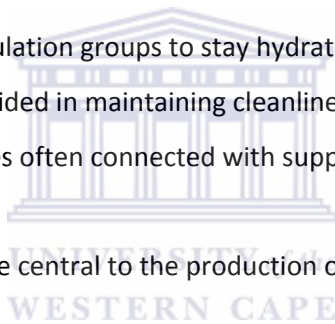 ulation groups to stay hydrat
ided in maintaining cleanline
s often connected with supp
UNIVERSITY of the
e central to the production o
WESTERN CAPE